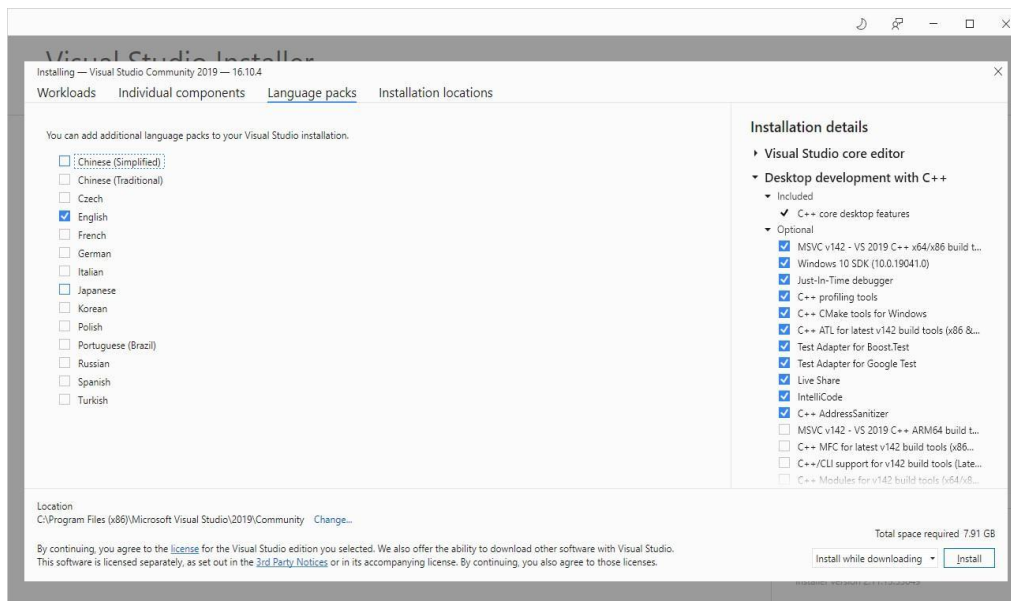 Visual Studio Installer
Installing — Visual Studio Community 2019 — 16.10.4
Workloads Individual components Language packs Installation locations
You can add additional language packs to your Visual Studio installation.
Chinese (Simplified)
Chinese (Traditional)
Czech
English
French
German
Italian
Japanese
Korean
Polish
Portuguese (Brazil)
Russian
Spanish
Turkish
Installation details
Visual Studio core editor
Desktop development with C++
Included
C++ core desktop features
Optional
MSVC v142 - VS 2019 C++ x64/x86 build t...
Windows 10 SDK (10.0.19041.0)
Just-In-Time debugger
C++ profiling tools
C++ CMake tools for Windows
C++ ATL for latest v142 build tools (x86 &...
Test Adapter for Boost.Test
Test Adapter for Google Test
Live Share
IntelliCode
C++ AddressSanitizer
MSVC v142 - VS 2019 C++ ARM64 build t...
C++ MFC for latest v142 build tools (x86...
C++/CLI support for v142 build tools (Late...
C++ Modules for v142 build tools (x64/x8...
Location
C:\Program Files (x86)\Microsoft Visual Studio\2019\Community Change...
By continuing, you agree to the license for the Visual Studio edition you selected. We also offer the ability to download other software with Visual Studio.
This software is licensed separately, as set out in the 3rd Party Notices or in its accompanying license. By continuing, you also agree to those licenses.
Total space required 7.91 GB
Install while downloading Install